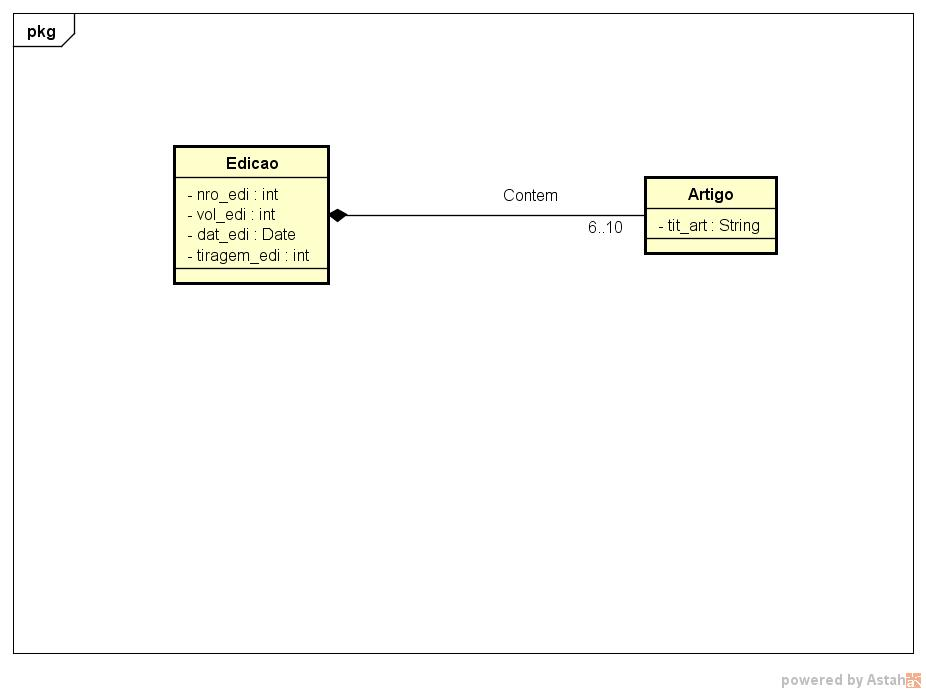 pkg
Edicao
- nro_edi : int
- vol_edi : int
- dat_edi : Date
- tiragem_edi : int
Contem
6..10
Artigo
- tit_art : String
powered by Astah